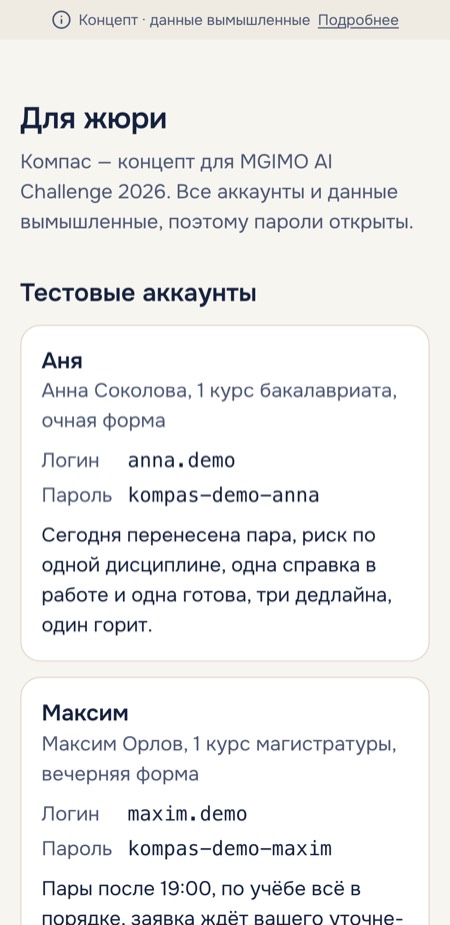 Концепт · данные вымышленные Подробнее
Для жюри
Компас — концепт для MGIMO AI
Challenge 2026. Все аккаунты и данные
вымышленные, поэтому пароли открыты.
Тестовые аккаунты
Аня
Анна Соколова, 1 курс бакалавриата,
очная форма
Логин anna.demo
Пароль kompas-demo-anna
Сегодня перенесена пара, риск по
одной дисциплине, одна справка в
работе и одна готова, три дедлайна,
один горит.
Максим
Максим Орлов, 1 курс магистратуры,
вечерняя форма
Логин maxim.demo
Пароль kompas-demo-maxim
Пары после 19:00, по учёбе всё в
порядке, заявка ждёт вашего уточне-